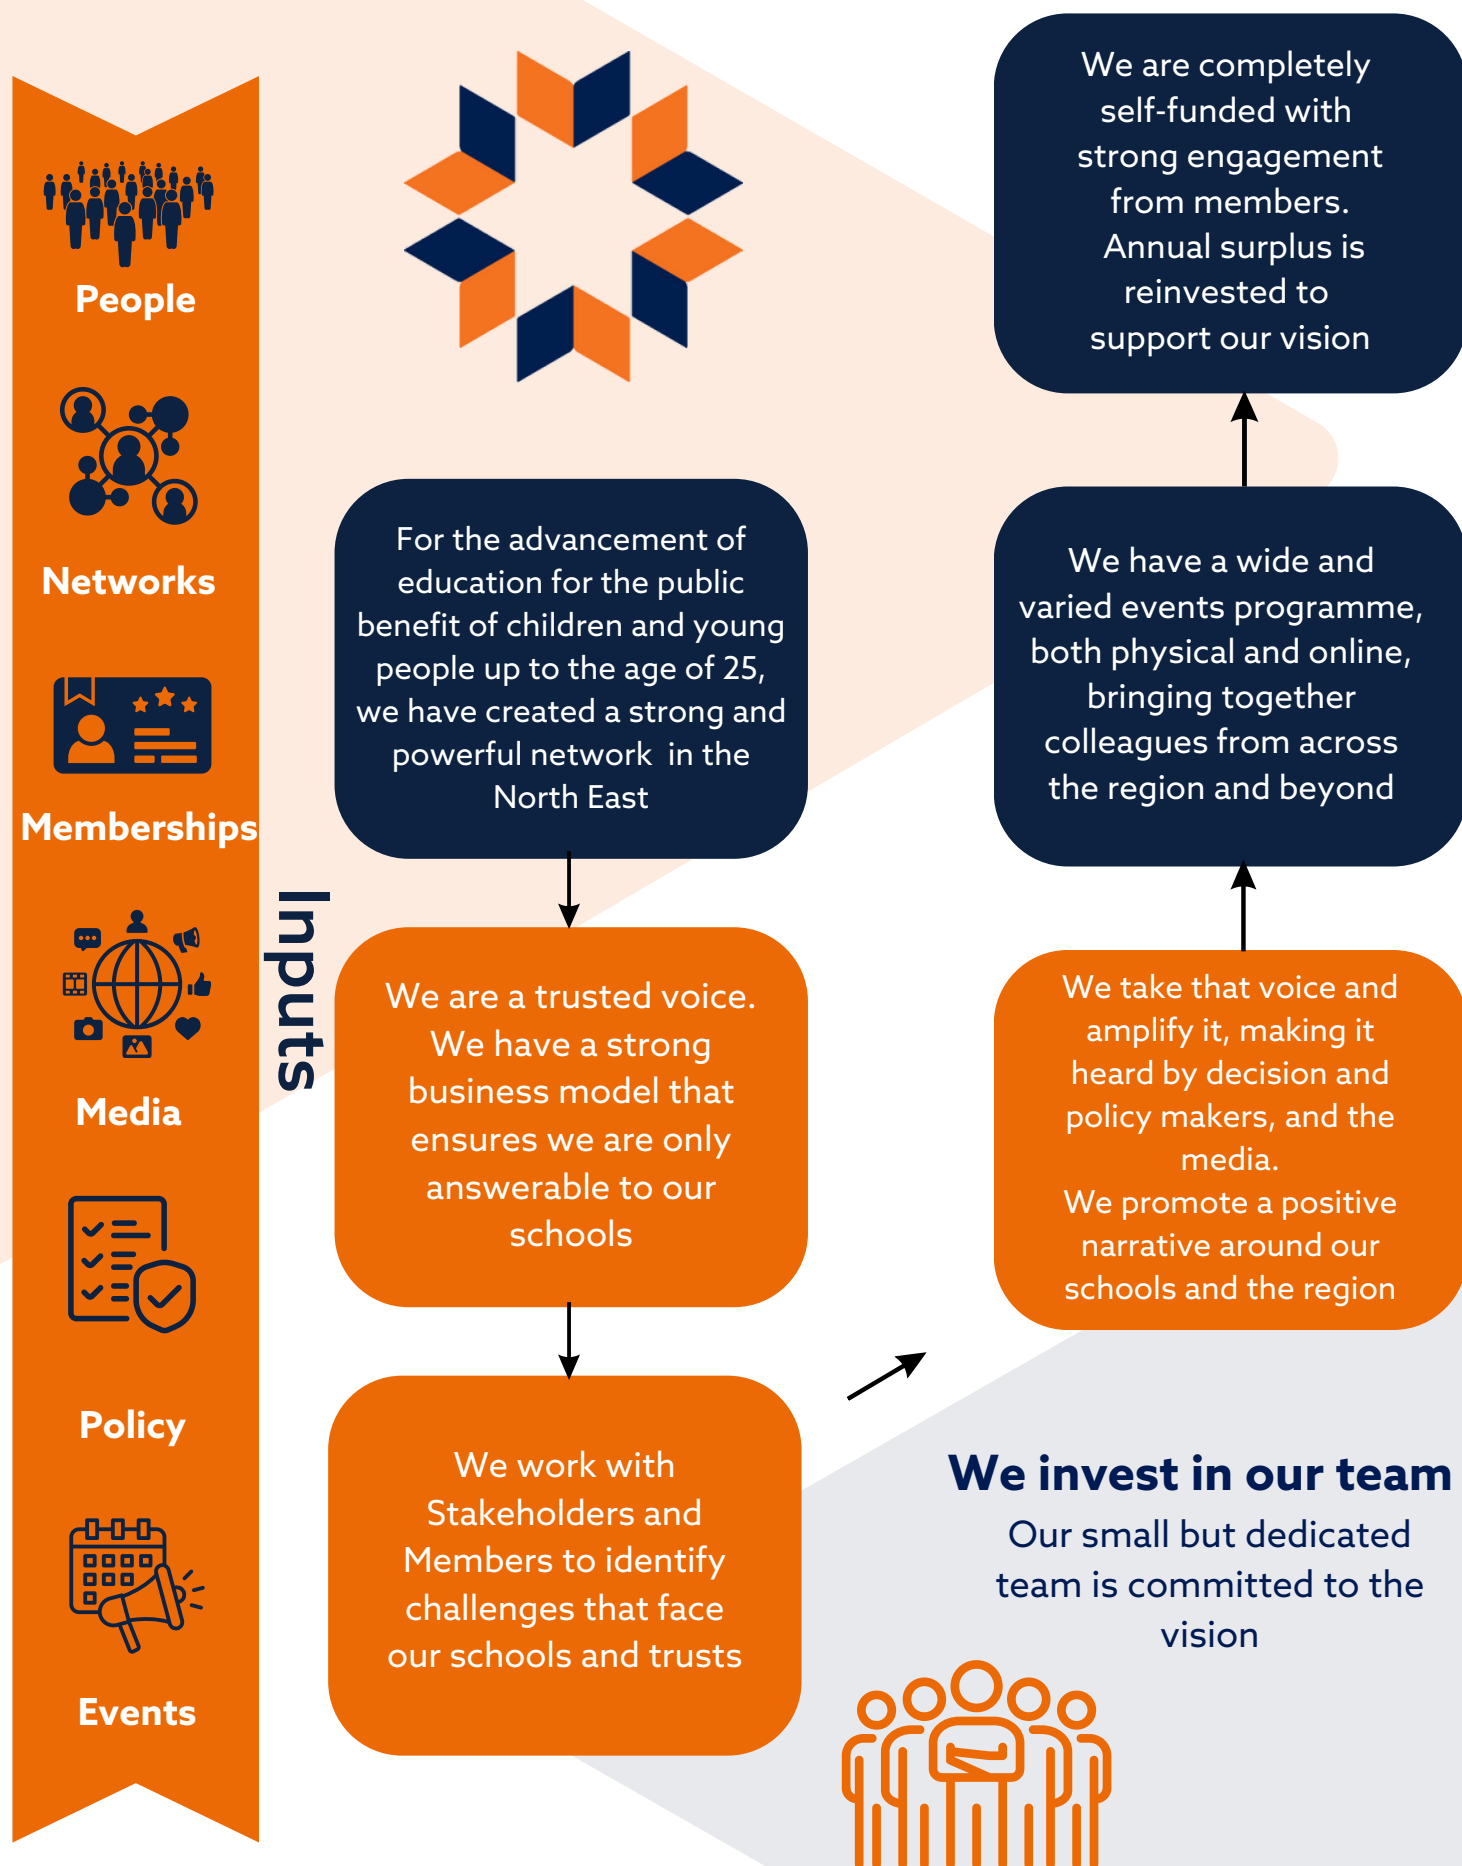 People
Networks
Memberships
Media
Policy
Events
Inputs
For the advancement of
education for the public
benefit of children and young
people up to the age of 25,
we have created a strong and
powerful network in the
North East
We are a trusted voice.
We have a strong
business model that
ensures we are only
answerable to our
schools
We work with
Stakeholders and
Members to identify
challenges that face
our schools and trusts
We take that voice and
amplify it, making it
heard by decision and
policy makers, and the
media.
We promote a positive
narrative around our
schools and the region
We have a wide and
varied events programme,
both physical and online,
bringing together
colleagues from across
the region and beyond
We are completely
self-funded with
strong engagement
from members.
Annual surplus is
reinvested to
support our vision
We invest in our team
Our small but dedicated
team is committed to the
vision